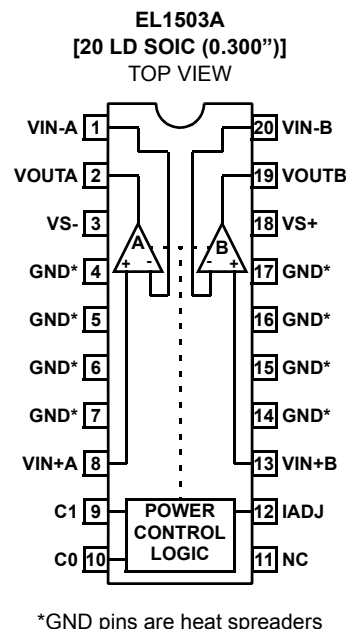 EL1503A
[20 LD SOIC (0.300”)]
TOP VIEW
VIN-A 1 20 VIN-B
VOUTA 2 19 VOUTB
VS- 3 18 VS+
A B
+ - - +
GND* 4 17 GND*
GND* 5 16 GND*
GND* 6 15 GND*
GND* 7 14 GND*
VIN+A 8 13 VIN+B
C1 9 POWER 12 IADJ
CONTROL
C0 10 LOGIC 11 NC
*GND pins are heat spreaders